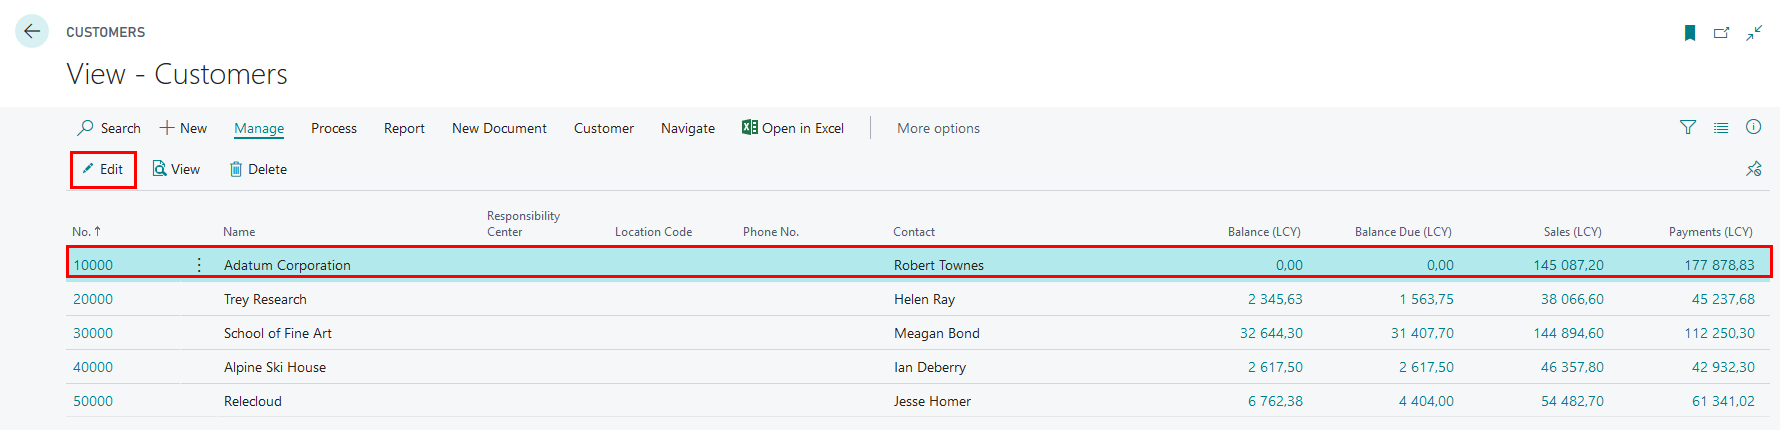 CUSTOMERS
View - Customers
Search New Manage Process Report New Document Customer Navigate Open in Excel More options
Edit View Delete
No. ↑ Name Responsibility Center Location Code Phone No. Contact Balance (LCY) Balance Due (LCY) Sales (LCY) Payments (LCY)
10000 Adatum Corporation Robert Townes 0,00 0,00 145 087,20 177 878,83
20000 Trey Research Helen Ray 2 345,63 1 563,75 38 066,60 45 237,68
30000 School of Fine Art Meagan Bond 32 644,30 31 407,70 144 894,60 112 250,30
40000 Alpine Ski House Ian Deberry 2 617,50 2 617,50 46 357,80 42 932,30
50000 Relecloud Jesse Homer 6 762,38 4 404,00 54 482,70 61 341,02